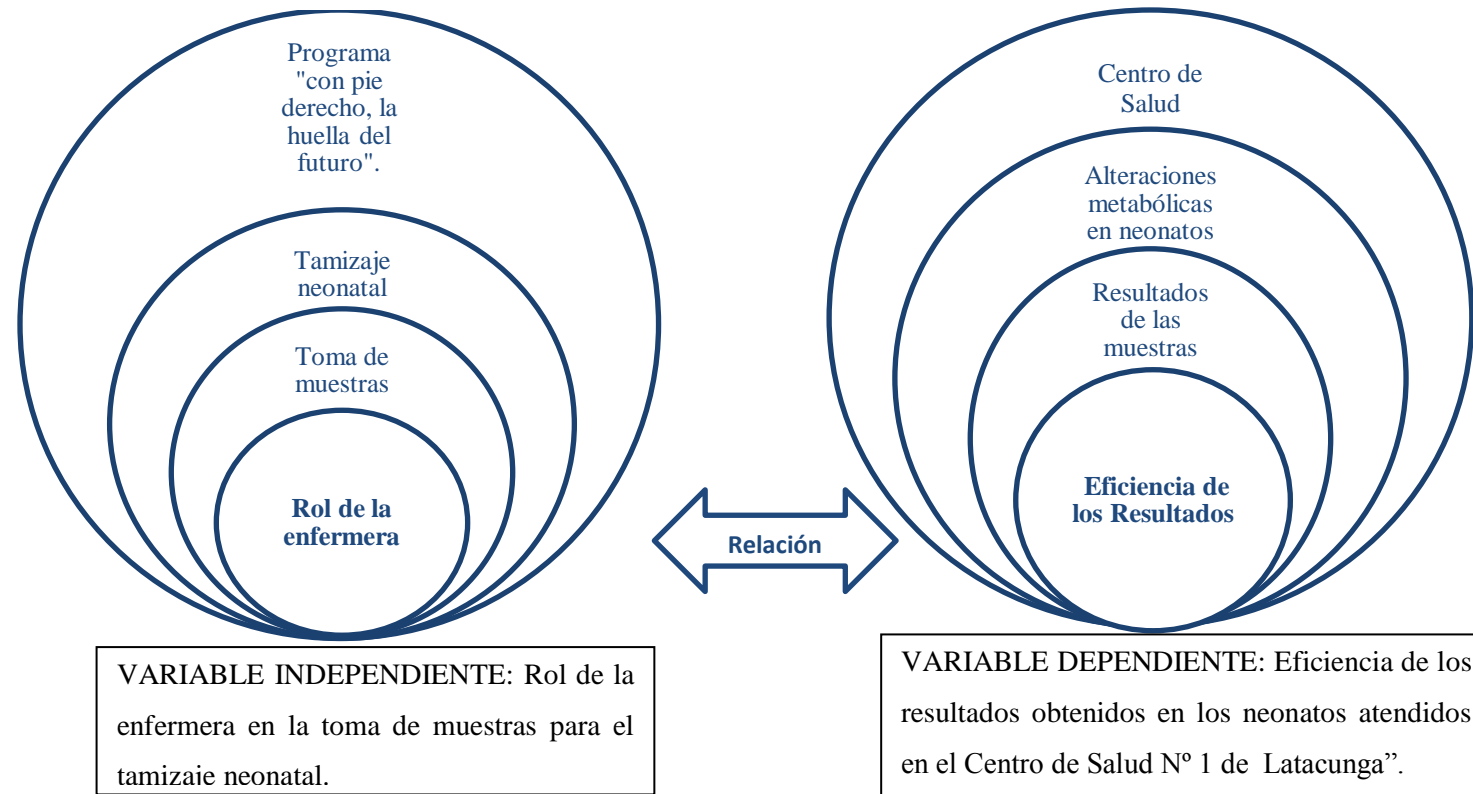 Programa
"con pie
derecho, la
huella del
futuro".
Tamizaje
neonatal
Toma de
muestras
Rol de la
enfermera
Centro de
Salud
Alteraciones
metabólicas
en neonatos
Resultados
de las
muestras
Eficiencia de
los Resultados
Relación
VARIABLE INDEPENDIENTE: Rol de la
enfermera en la toma de muestras para el
tamizaje neonatal.
VARIABLE DEPENDIENTE: Eficiencia de los
resultados obtenidos en los neonatos atendidos
en el Centro de Salud Nº 1 de Latacunga”.